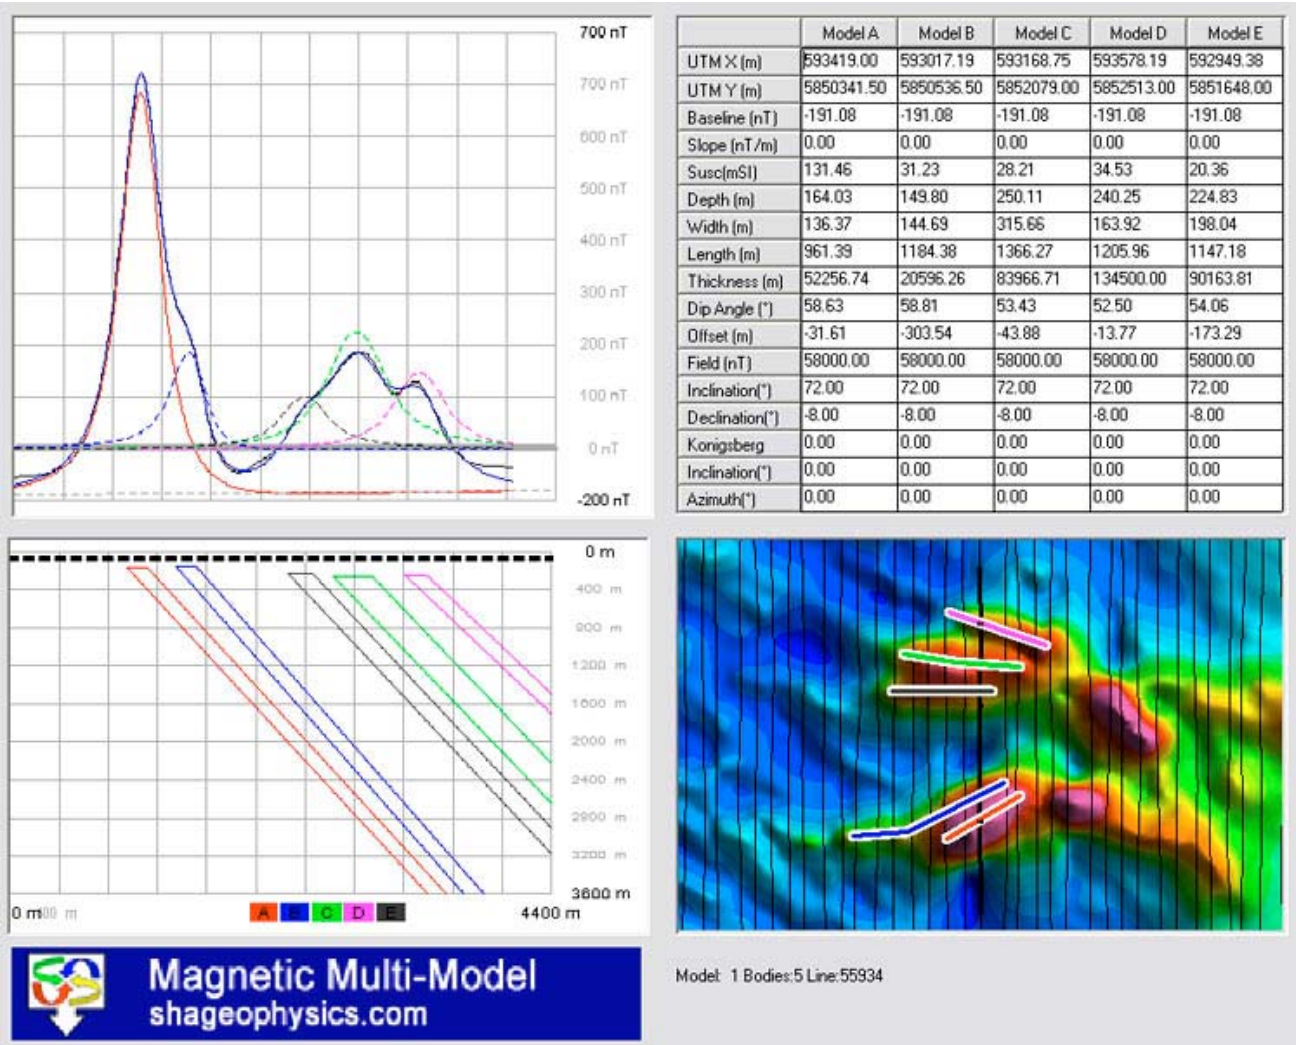 700 nT
700 nT
600 nT
500 nT
400 nT
300 nT
200 nT
100 nT
0 nT
-200 nT
Model A Model B Model C Model D Model E
UTM X (m) 593419.00 593017.19 593168.75 593578.19 592949.38
UTM Y (m) 5850341.50 5850536.50 5852079.00 5852513.00 5851648.00
Baseline (nT) -191.08 -191.08 -191.08 -191.08 -191.08
Slope (nT/m) 0.00 0.00 0.00 0.00 0.00
Susc(mSI) 131.46 31.23 28.21 34.53 20.36
Depth (m) 164.03 149.80 250.11 240.25 224.83
Width (m) 136.37 144.69 315.66 163.92 198.04
Length (m) 961.39 1184.38 1366.27 1205.96 1147.18
Thickness (m) 52256.74 20596.26 83966.71 134500.00 90163.81
Dip Angle (°) 58.63 58.81 53.43 52.50 54.06
Offset (m) -31.61 -303.54 -43.88 -13.77 -173.29
Field (nT) 58000.00 58000.00 58000.00 58000.00 58000.00
Inclination(°) 72.00 72.00 72.00 72.00 72.00
Declination(°) -8.00 -8.00 -8.00 -8.00 -8.00
Konigsberg 0.00 0.00 0.00 0.00 0.00
Inclination(°) 0.00 0.00 0.00 0.00 0.00
Azimuth(°) 0.00 0.00 0.00 0.00 0.00
0 m
400 m
800 m
1200 m
1600 m
2000 m
2400 m
2800 m
3200 m
3600 m
0 m
A B C D E
4400 m
Magnetic Multi-Model
shageophysics.com
Model: 1 Bodies:5 Line:55934